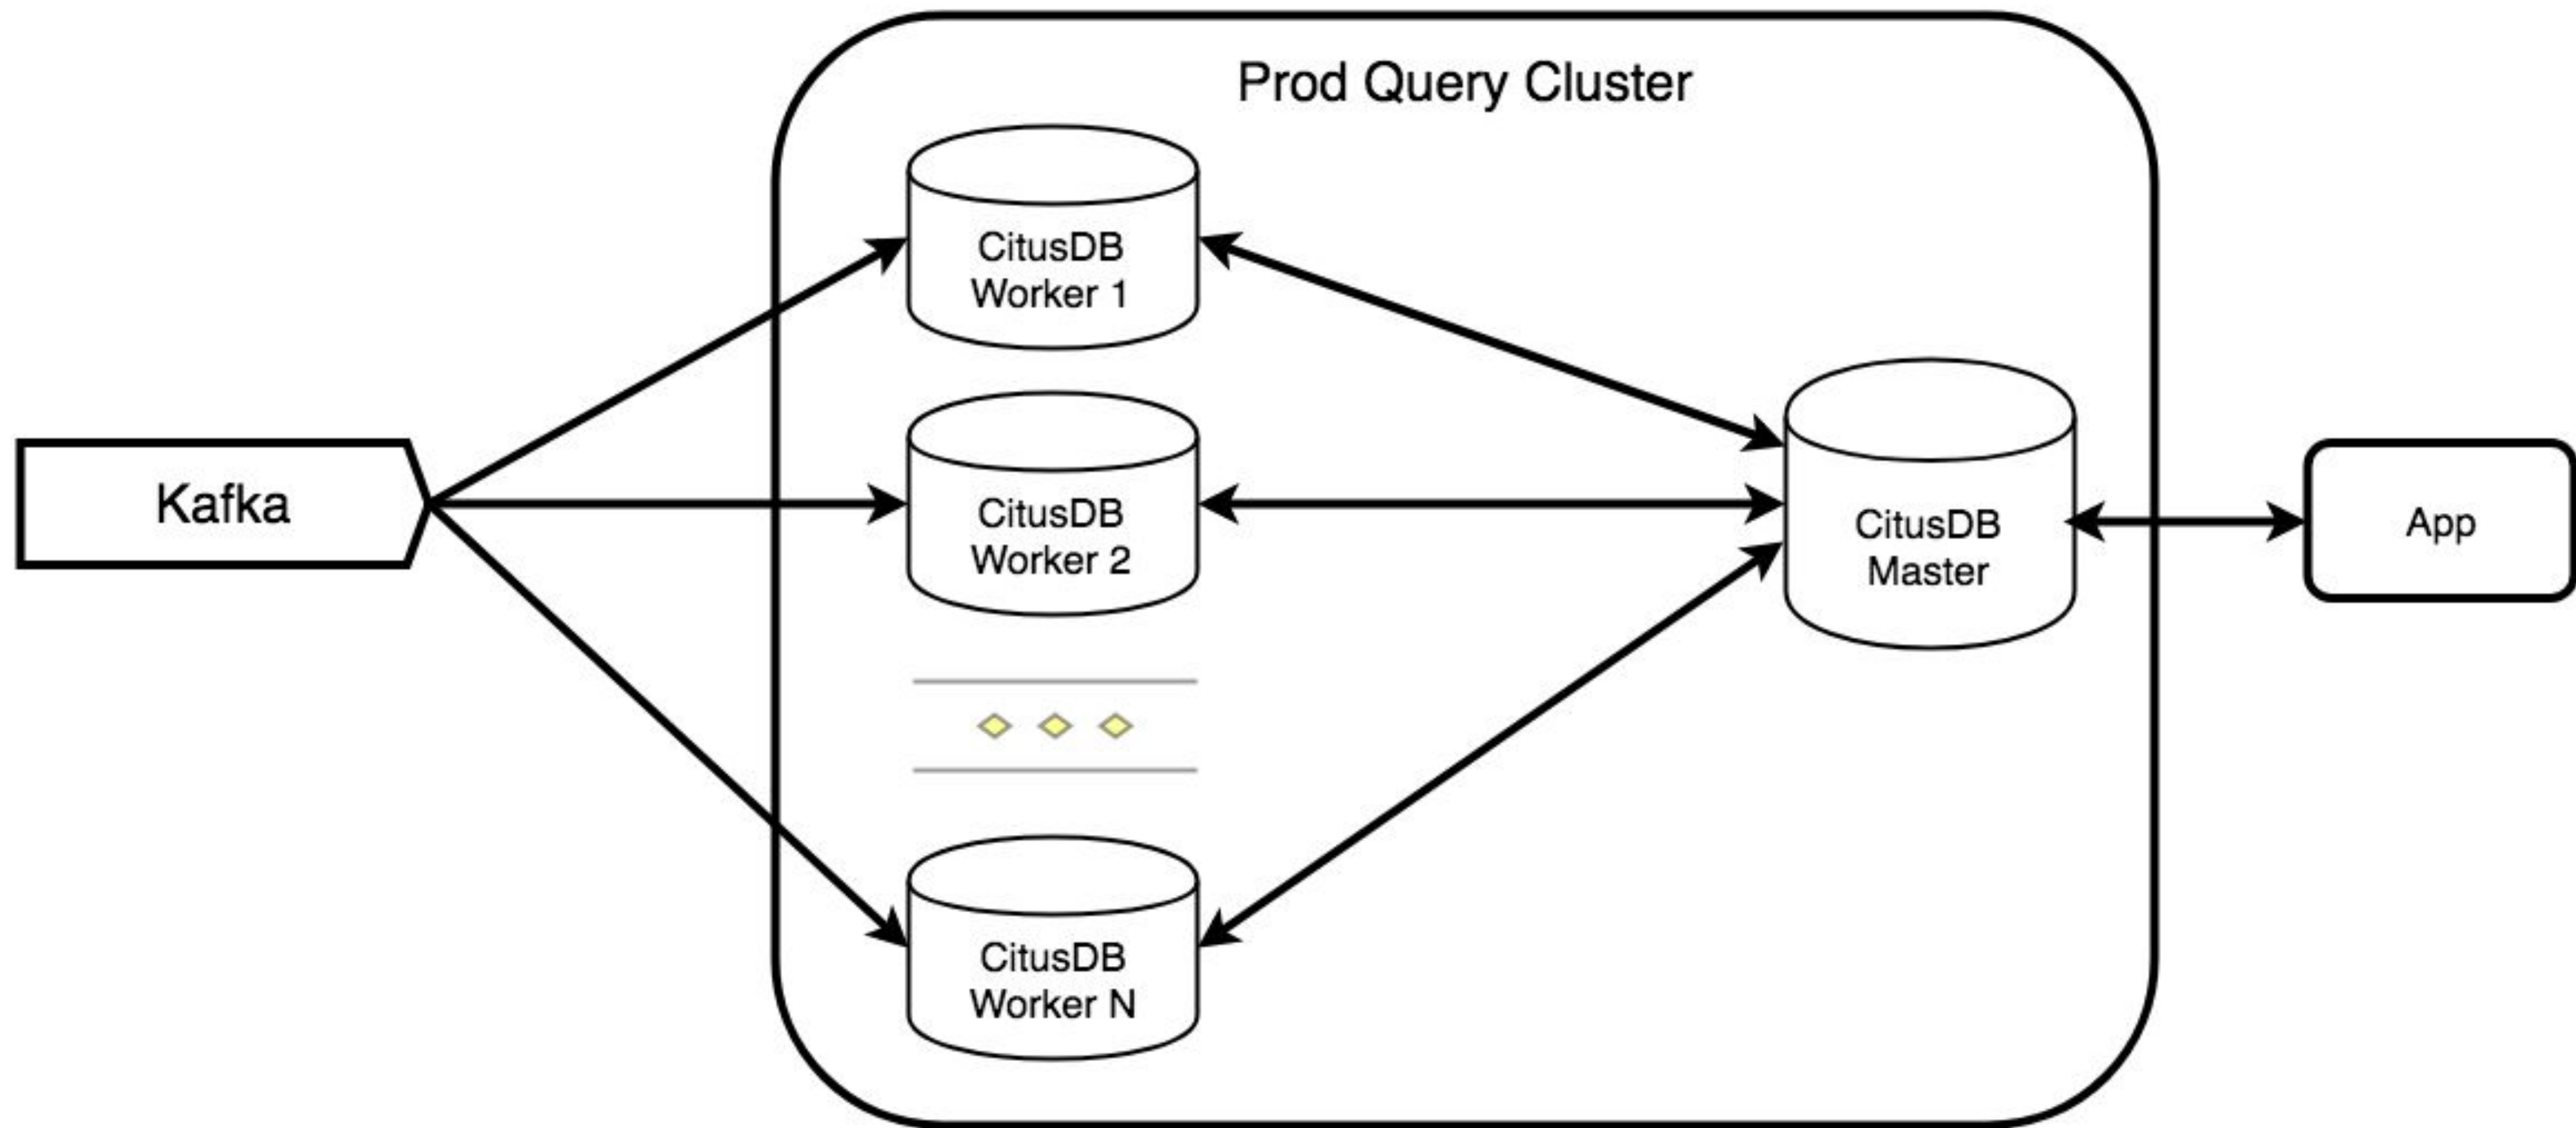 Prod Query Cluster
CitusDB
Worker 1
Kafka
CitusDB
Worker 2
CitusDB
Master
App
CitusDB
Worker N